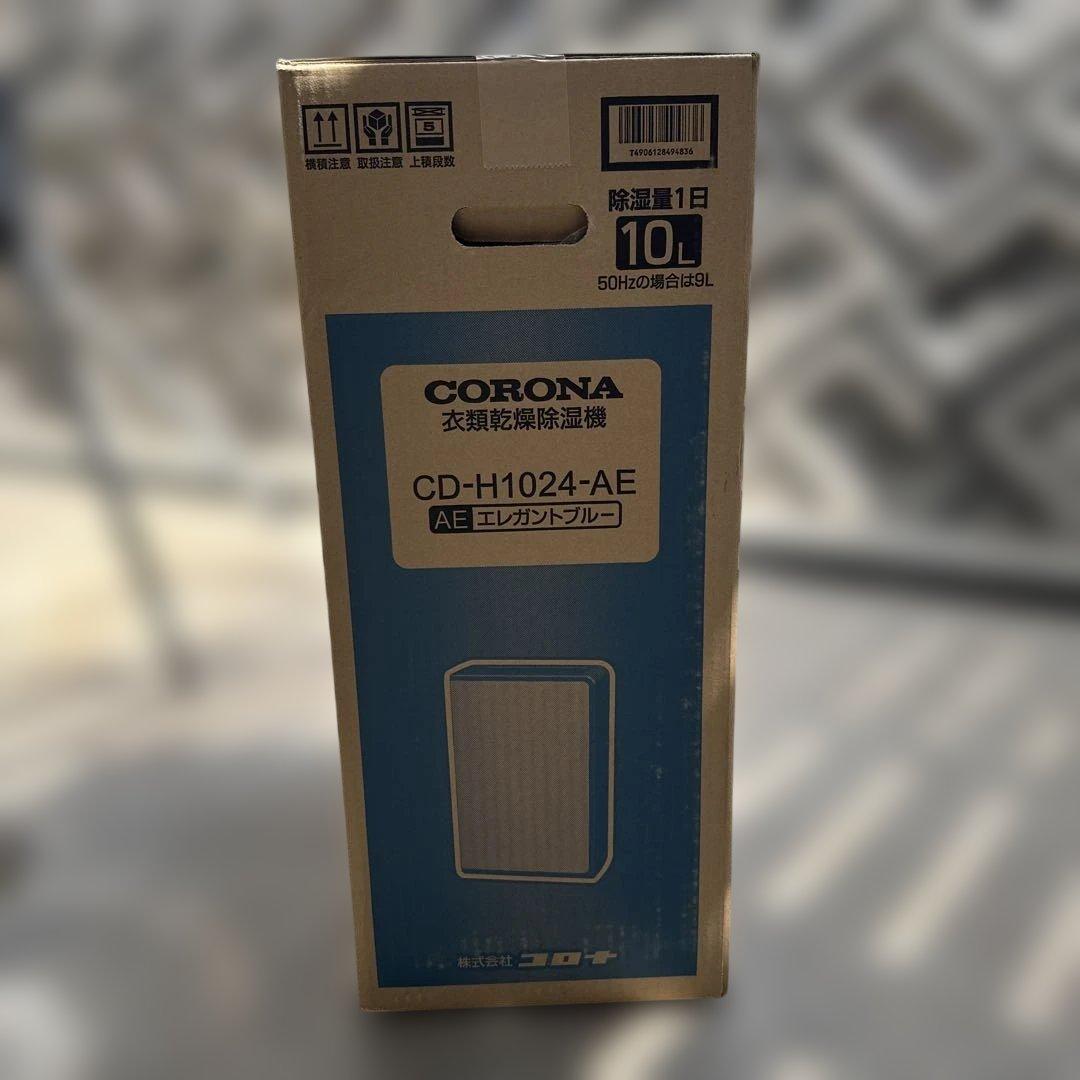 横積注意 取扱注意 上積段数
5
T4906128494836
除湿量1日
10L
50Hzの場合は9L
CORONA
衣類乾燥除湿機
CD-H1024-AE
AE エレガントブルー
株式会社 コロナ